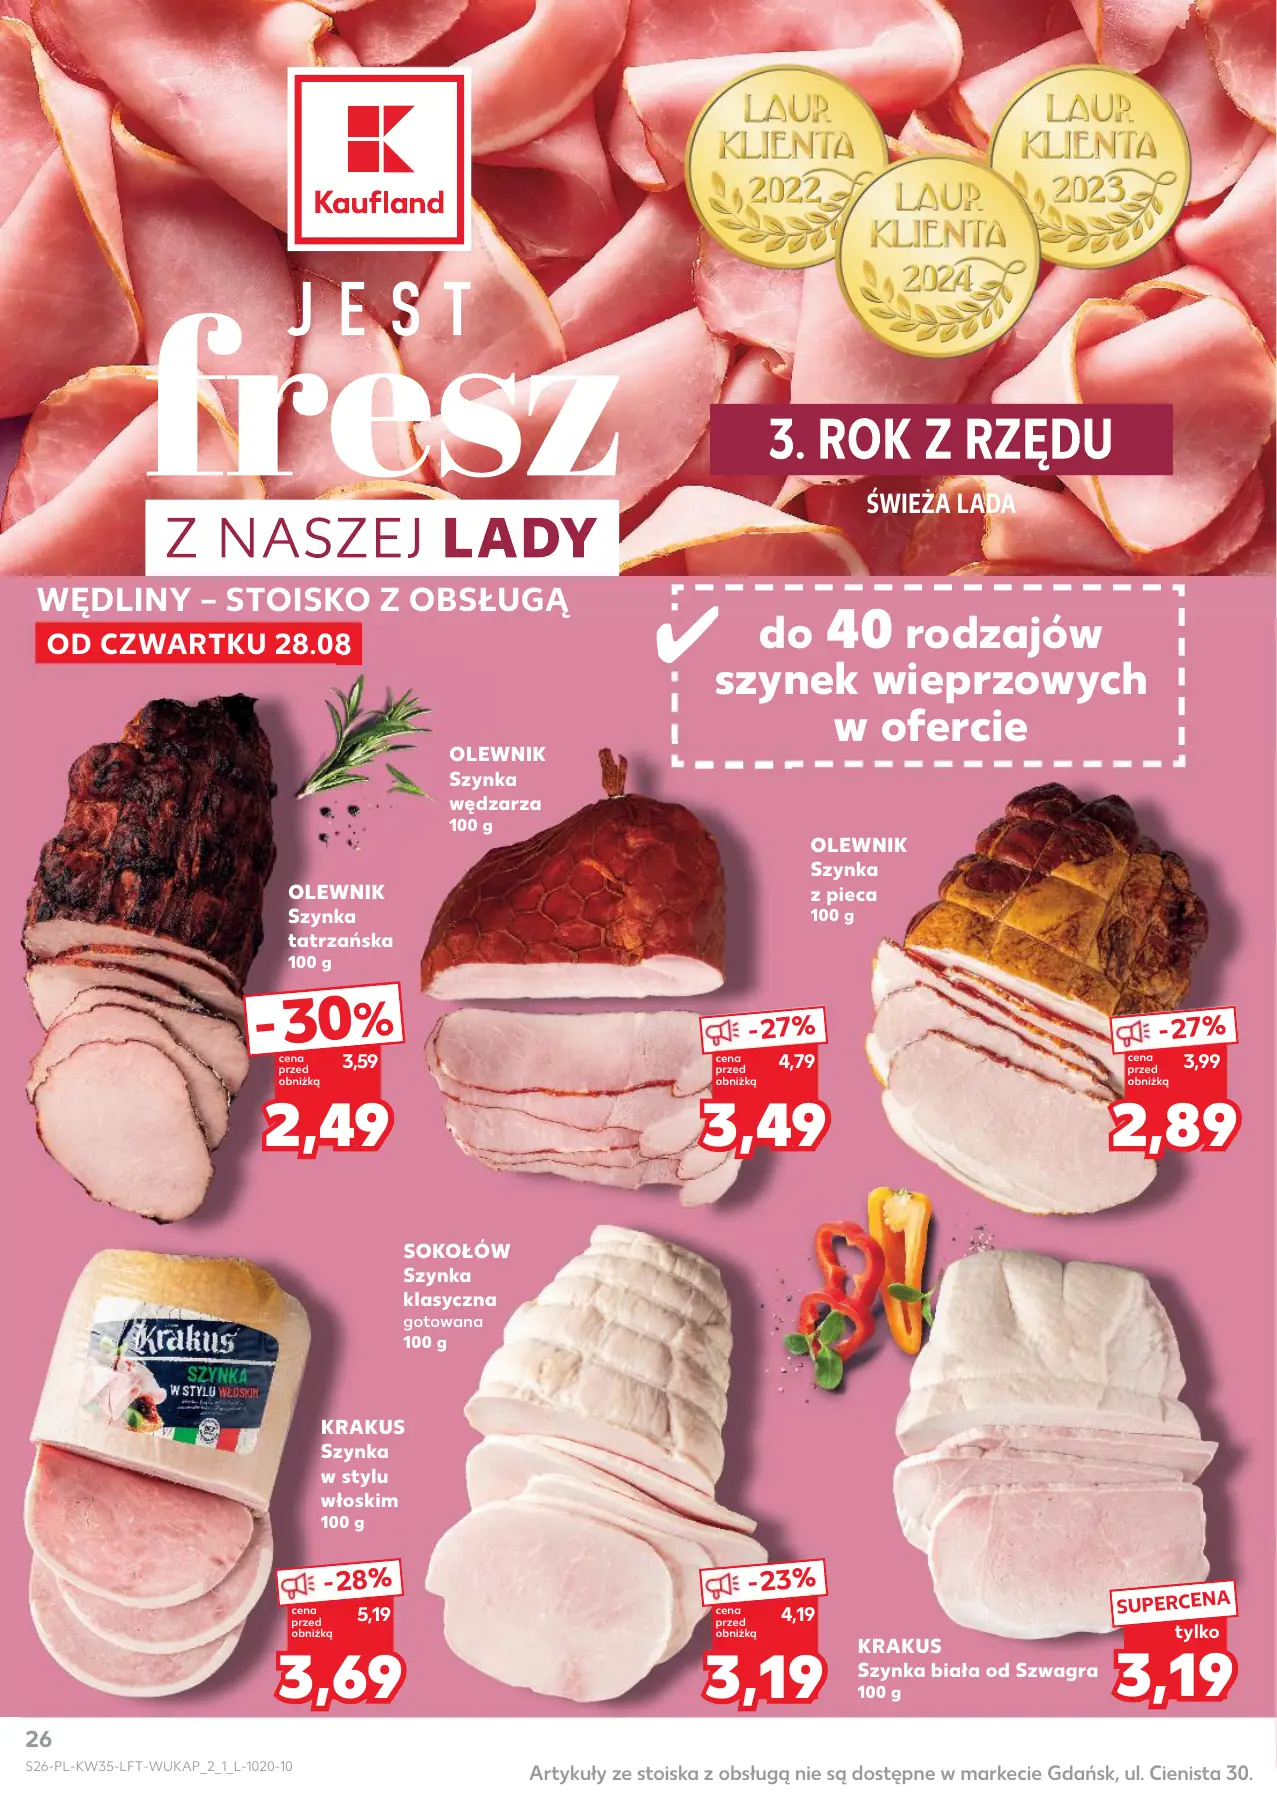 Kaufland
JEST
fresz
Z NASZEJ LADY
LAUR
KLIENTA
2022
LAUR
KLIENTA
2024
LAUR
KLIENTA
2023
3. ROK Z RZĘDU
ŚWIEŻA LADA
WĘDLINY – STOISKO Z OBSŁUGĄ
OD CZWARTKU 28.08
do 40 rodzajów
szynek wieprzowych
w ofercie
OLEWNIK
Szynka
tatrzańska
100 g
-30%
cena
przed
obniżką
3,59
2,49
OLEWNIK
Szynka
wędzarza
100 g
-27%
cena
przed
obniżką
4,79
3,49
OLEWNIK
Szynka
z pieca
100 g
-27%
cena
przed
obniżką
3,99
2,89
Krakus
SZYNKA
W STYLU WŁOSKIM
KRAKUS
Szynka
w stylu
włoskim
100 g
-28%
cena
przed
obniżką
5,19
3,69
SOKOŁÓW
Szynka
klasyczna
gotowana
100 g
-23%
cena
przed
obniżką
4,19
3,19
KRAKUS
Szynka biała od Szwagra
100 g
SUPERCENA
tylko
3,19
26
S26-PL-KW35-LFT-WUKAP_2_1_L-1020-10
Artykuły ze stoiska z obsługą nie są dostępne w markecie Gdańsk, ul. Cienista 30.